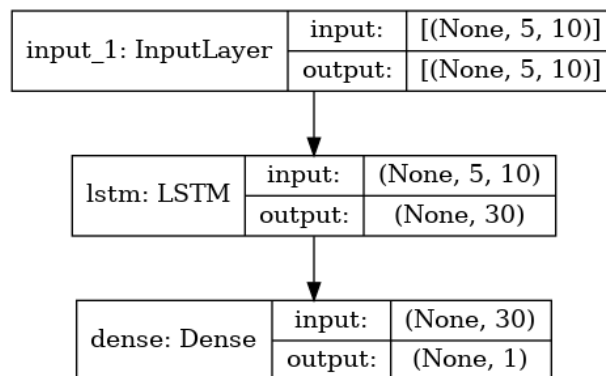 input_1: InputLayer
input: [(None, 5, 10)]
output: [(None, 5, 10)]
lstm: LSTM
input: (None, 5, 10)
output: (None, 30)
dense: Dense
input: (None, 30)
output: (None, 1)